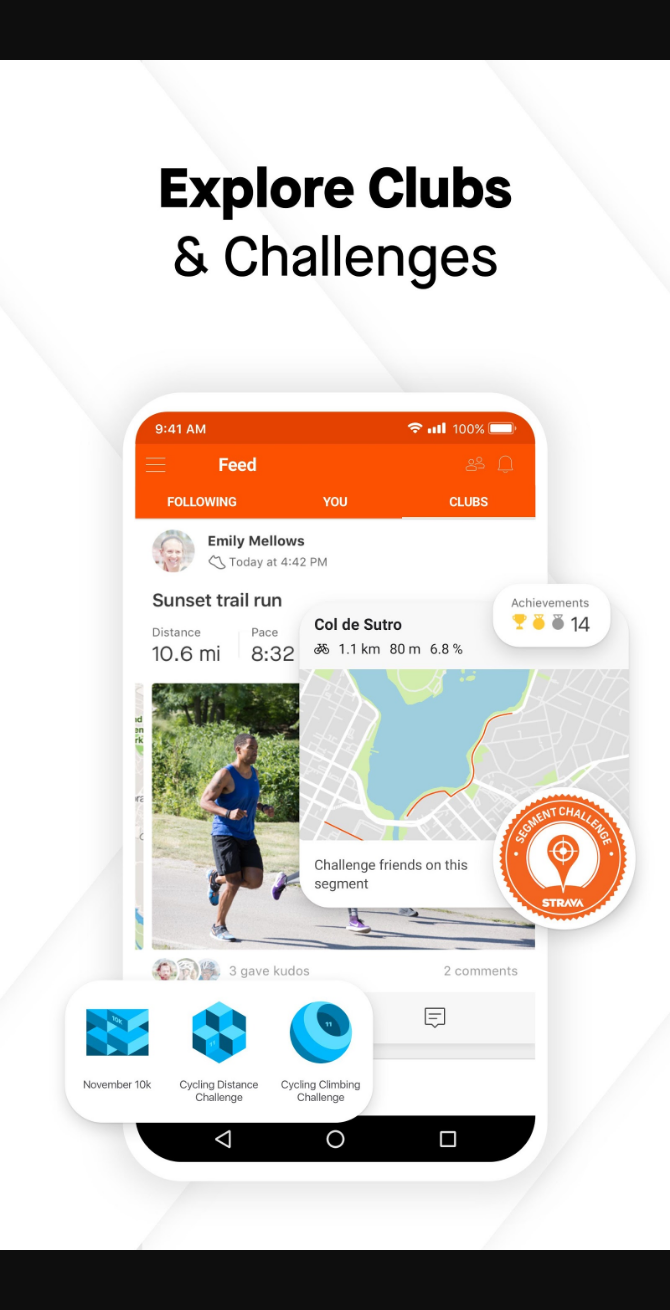 Explore Clubs
& Challenges
9:41 AM
100%
Feed
FOLLOWING
YOU
CLUBS
Emily Mellows
Today at 4:42 PM
Sunset trail run
Distance
Pace
10.6 mi
8:32
Achievements
14
Col de Sutro
1.1 km 80 m 6.8 %
Challenge friends on this
segment
SEGMENT CHALLENGE
STRAVA
3 gave kudos
2 comments
10K
11
11
November 10k
Cycling Distance
Challenge
Cycling Climbing
Challenge